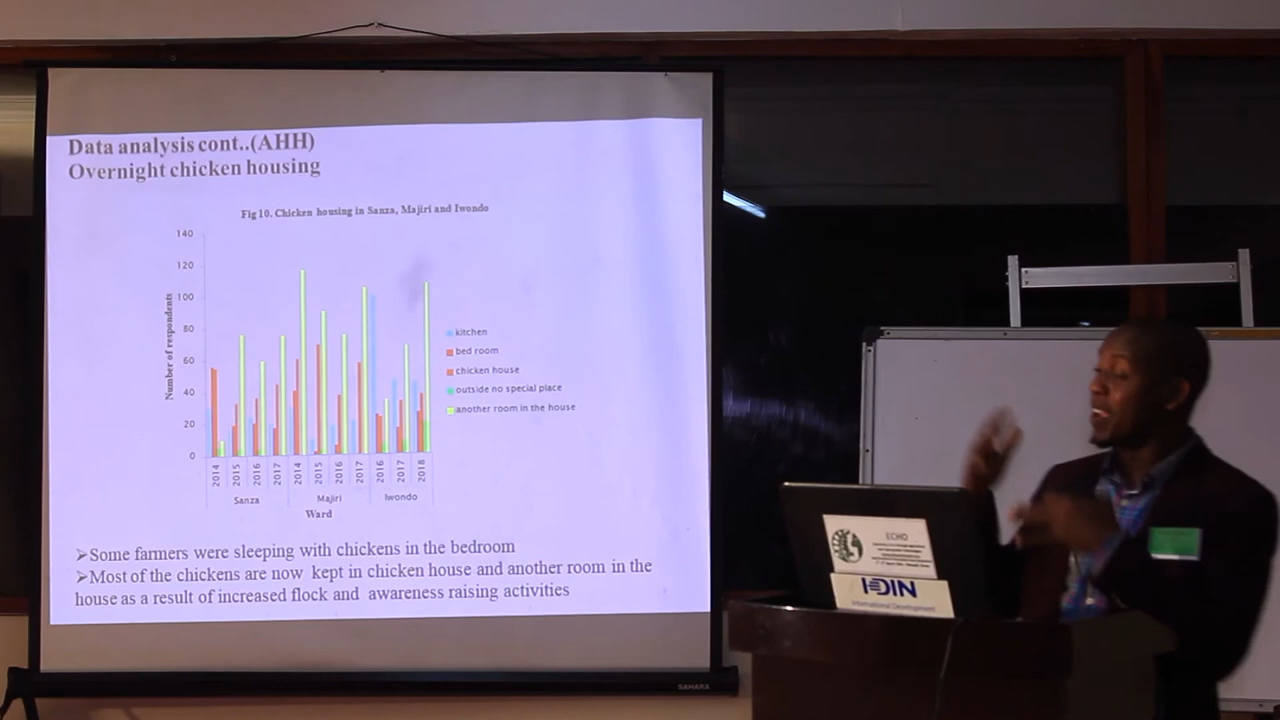 Data analysis cont..(AHH)
Overnight chicken housing
Fig 10. Chicken housing in Sanza, Majiri and Iwondo
Number of respondents
140
120
100
80
60
40
20
0
2014 2015 2016 2017 2014 2015 2016 2017 2016 2017 2018
Sanza Majiri Iwondo
Ward
kitchen
bed room
chicken house
outside no special place
another room in the house
➢Some farmers were sleeping with chickens in the bedroom
➢Most of the chickens are now kept in chicken house and another room in the
house as a result of increased flock and awareness raising activities
SAHARA
ECHO
International Development